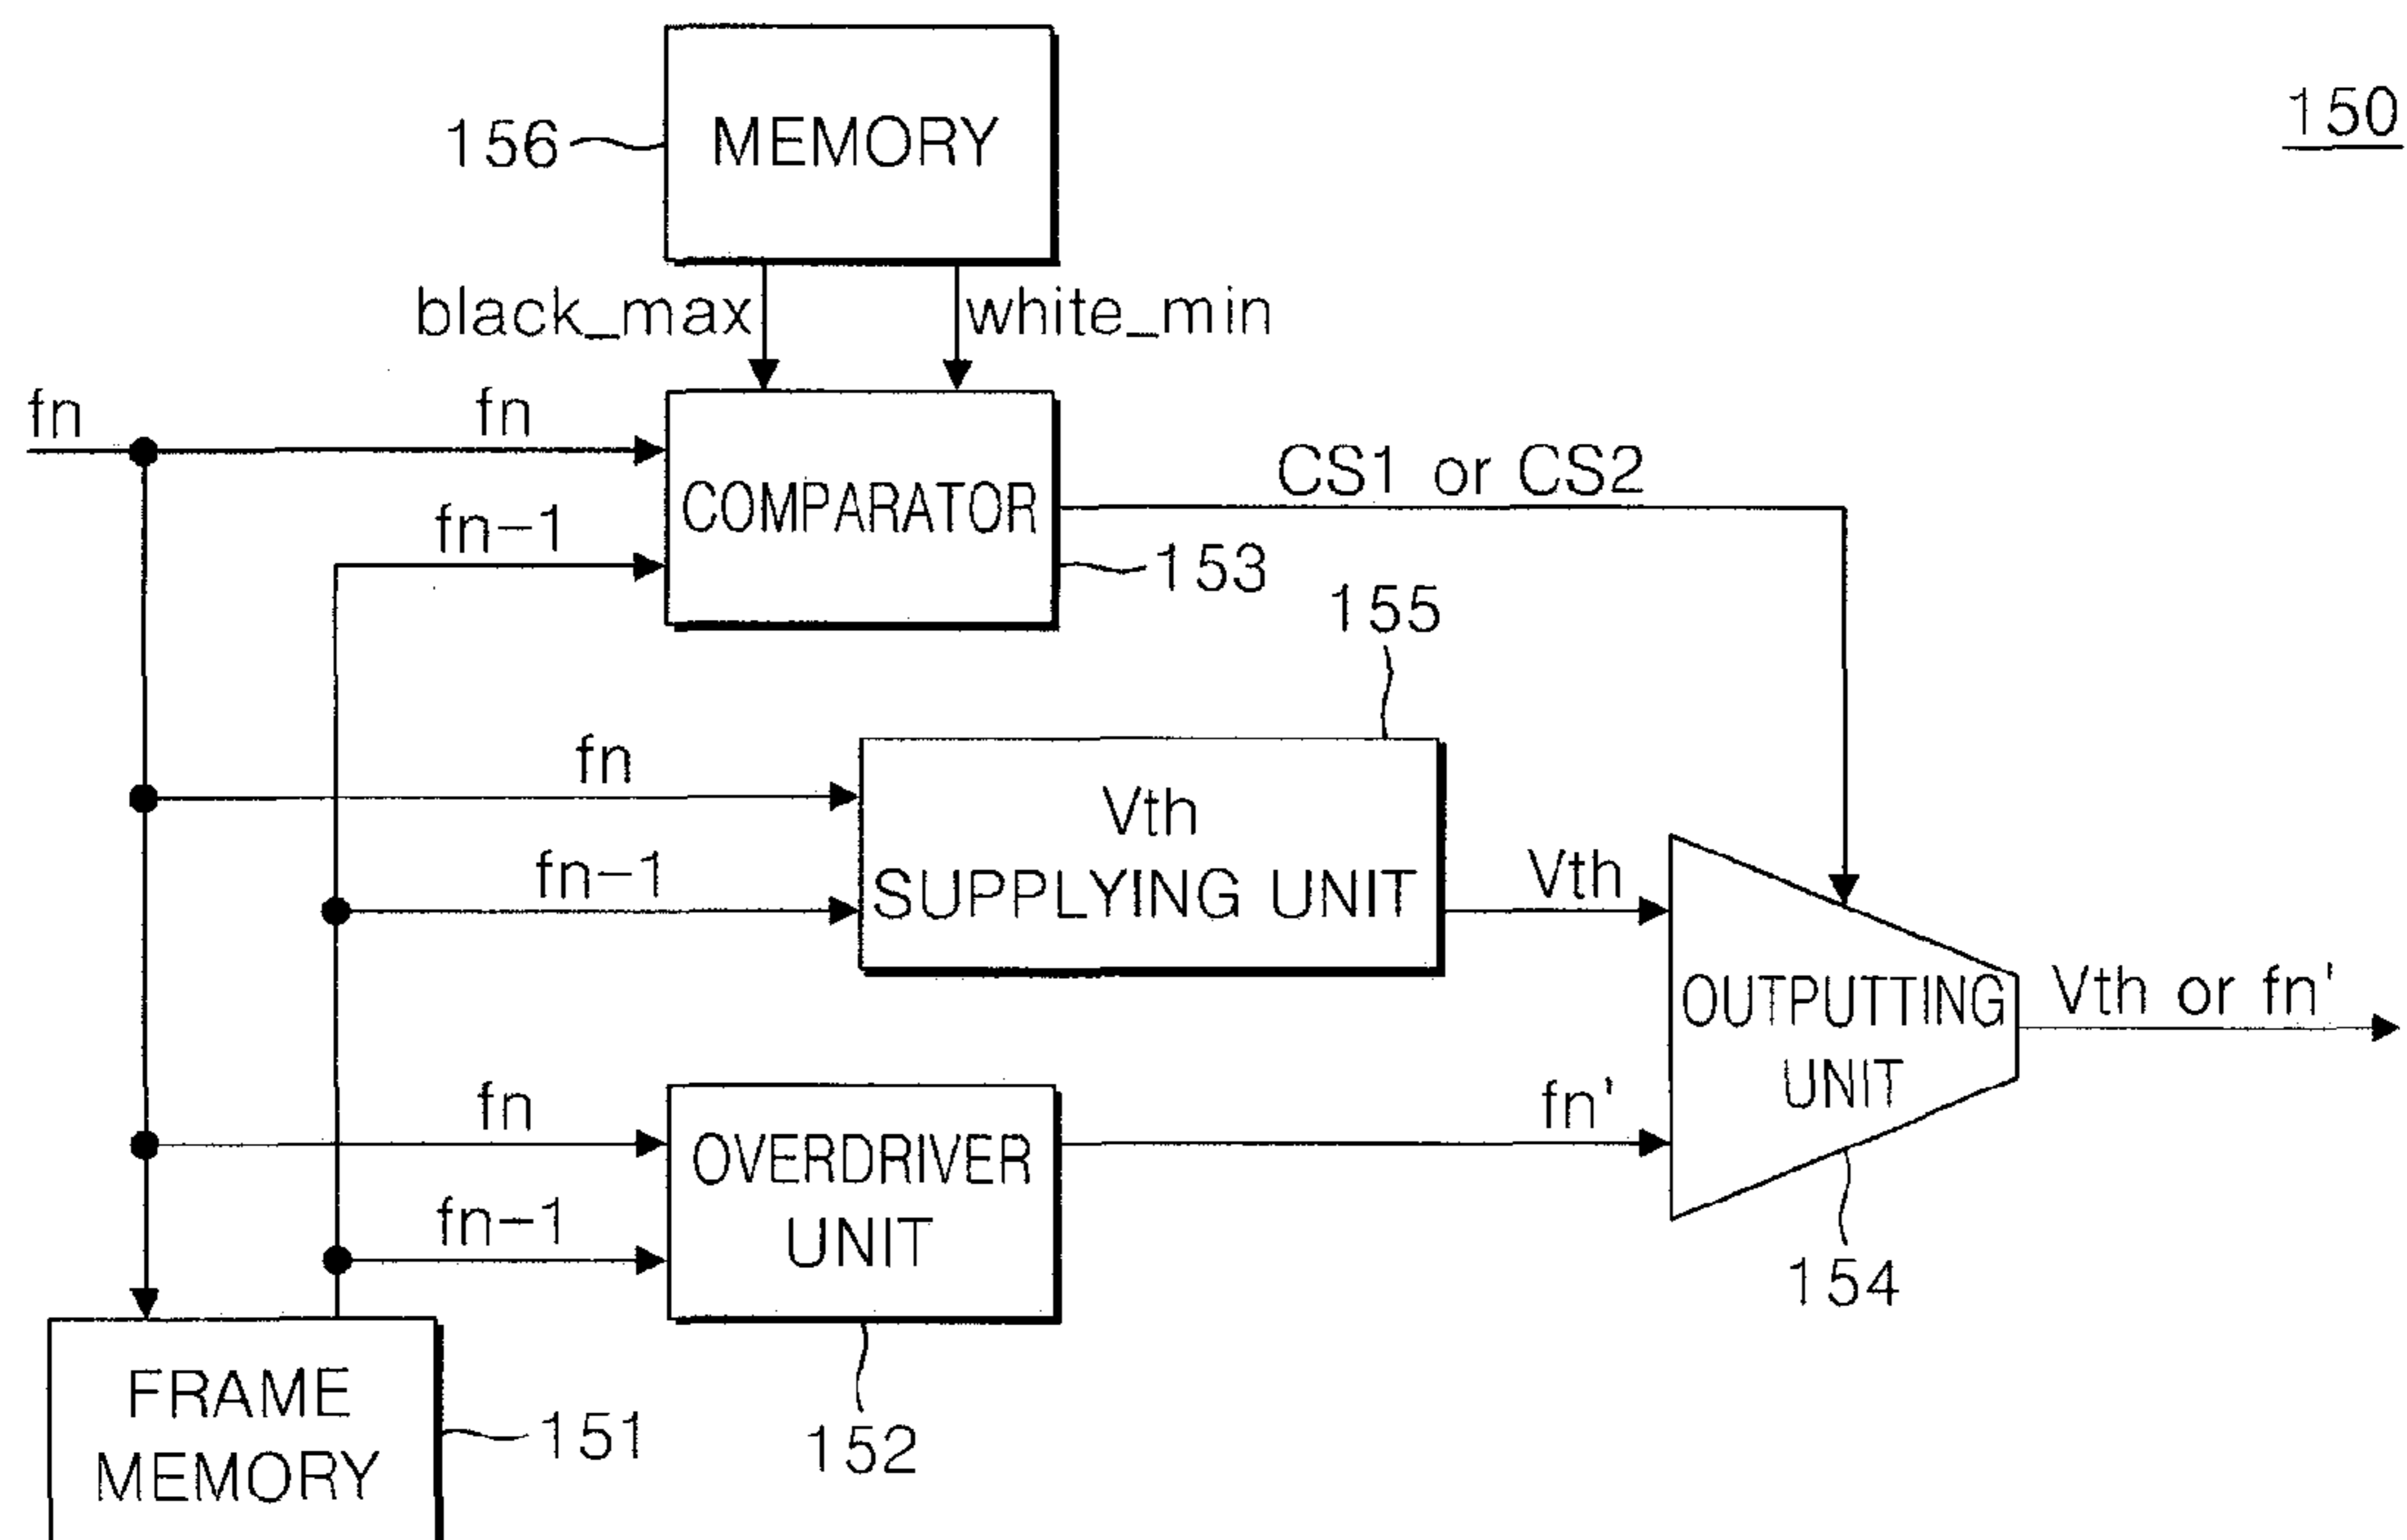 150
156
MEMORY
black_max
white_min
fn
fn
fn-1
COMPARATOR
153
CS1 or CS2
155
fn
fn-1
Vth
SUPPLYING UNIT
Vth
OUTPUTTING
UNIT
Vth or fn'
fn
fn-1
OVERDRIVER
UNIT
fn'
154
152
FRAME
MEMORY
151